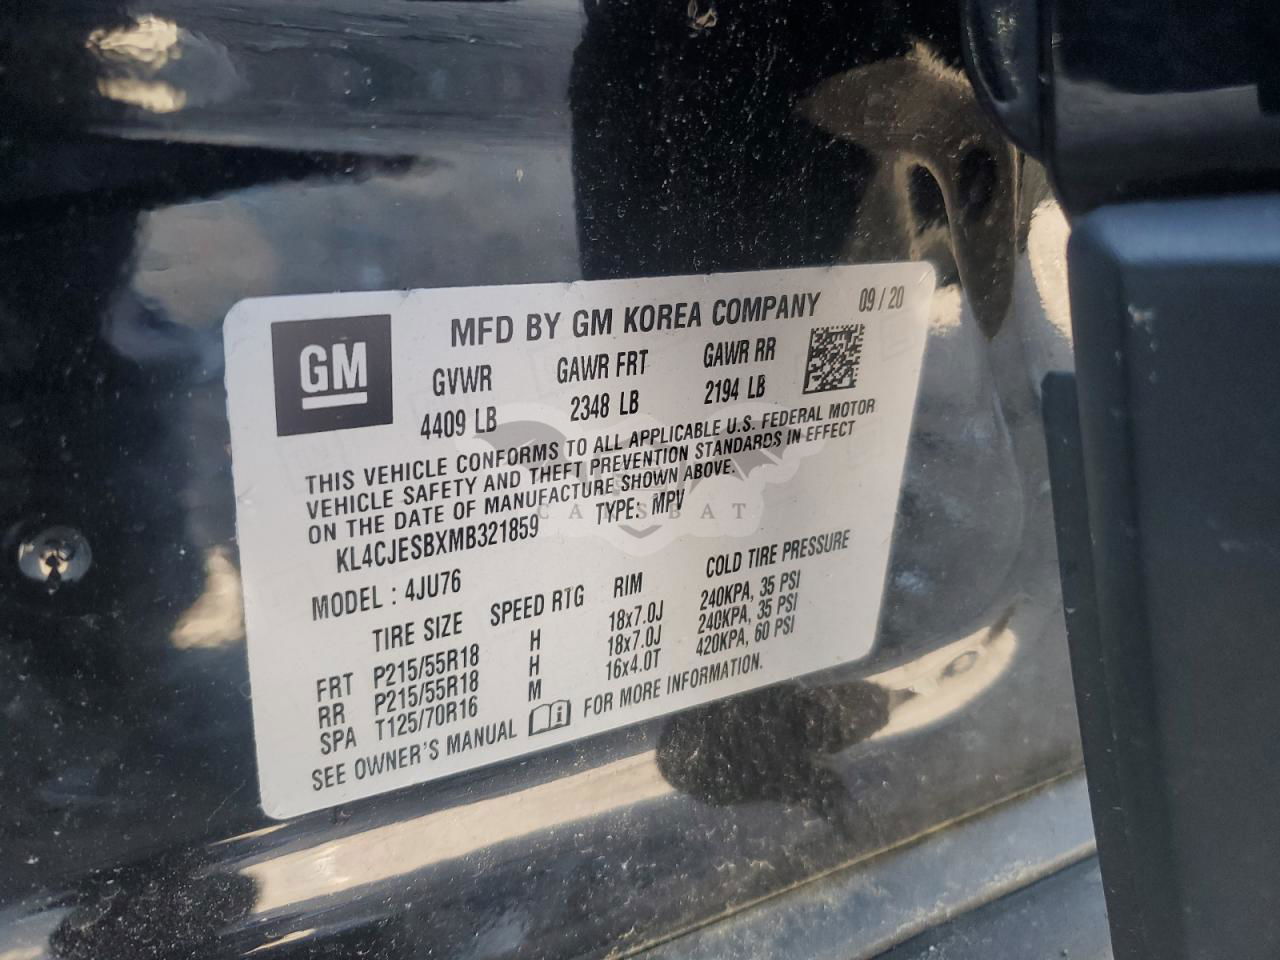 GM
MFD BY GM KOREA COMPANY 09 / 20
GVWR GAWR FRT GAWR RR
4409 LB 2348 LB 2194 LB
THIS VEHICLE CONFORMS TO ALL APPLICABLE U.S. FEDERAL MOTOR
VEHICLE SAFETY AND THEFT PREVENTION STANDARDS IN EFFECT
ON THE DATE OF MANUFACTURE SHOWN ABOVE.
KL4CJESBXMB321859 TYPE: MPV
CARSBAT
MODEL : 4JU76
TIRE SIZE SPEED RTG RIM COLD TIRE PRESSURE
FRT P215/55R18 H 18x7.0J 240KPA, 35 PSI
RR P215/55R18 H 18x7.0J 240KPA, 35 PSI
SPA T125/70R16 M 16x4.0T 420KPA, 60 PSI
SEE OWNER'S MANUAL i FOR MORE INFORMATION.